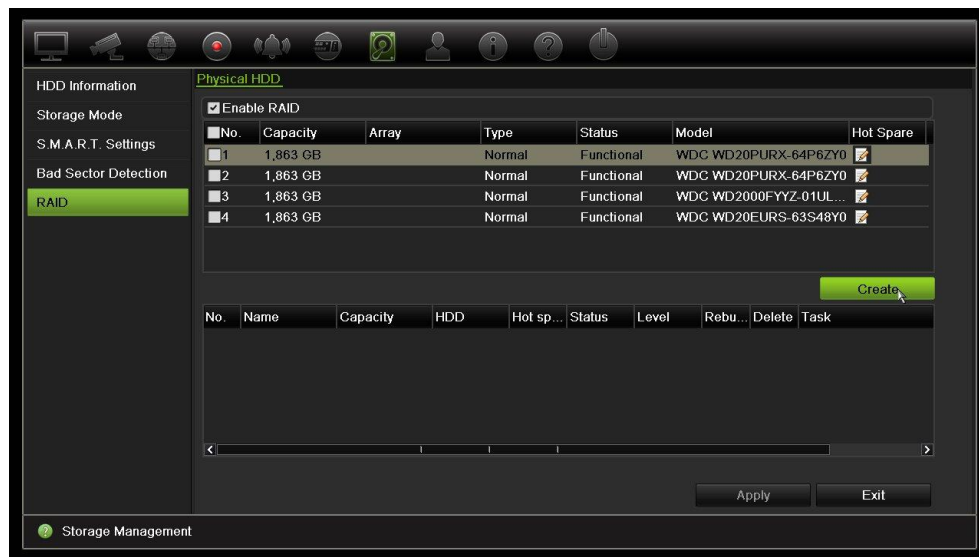 Physical HDD
HDD Information
Storage Mode
S.M.A.R.T. Settings
Bad Sector Detection
RAID
Enable RAID
No. Capacity Array Type Status Model Hot Spare
1 1,863 GB Normal Functional WDC WD20PURX-64P6ZY0
2 1,863 GB Normal Functional WDC WD20PURX-64P6ZY0
3 1,863 GB Normal Functional WDC WD2000FYYZ-01UL...
4 1,863 GB Normal Functional WDC WD20EURS-63S48Y0
Create
No. Name Capacity HDD Hot sp... Status Level Rebu... Delete Task
Apply Exit
Storage Management